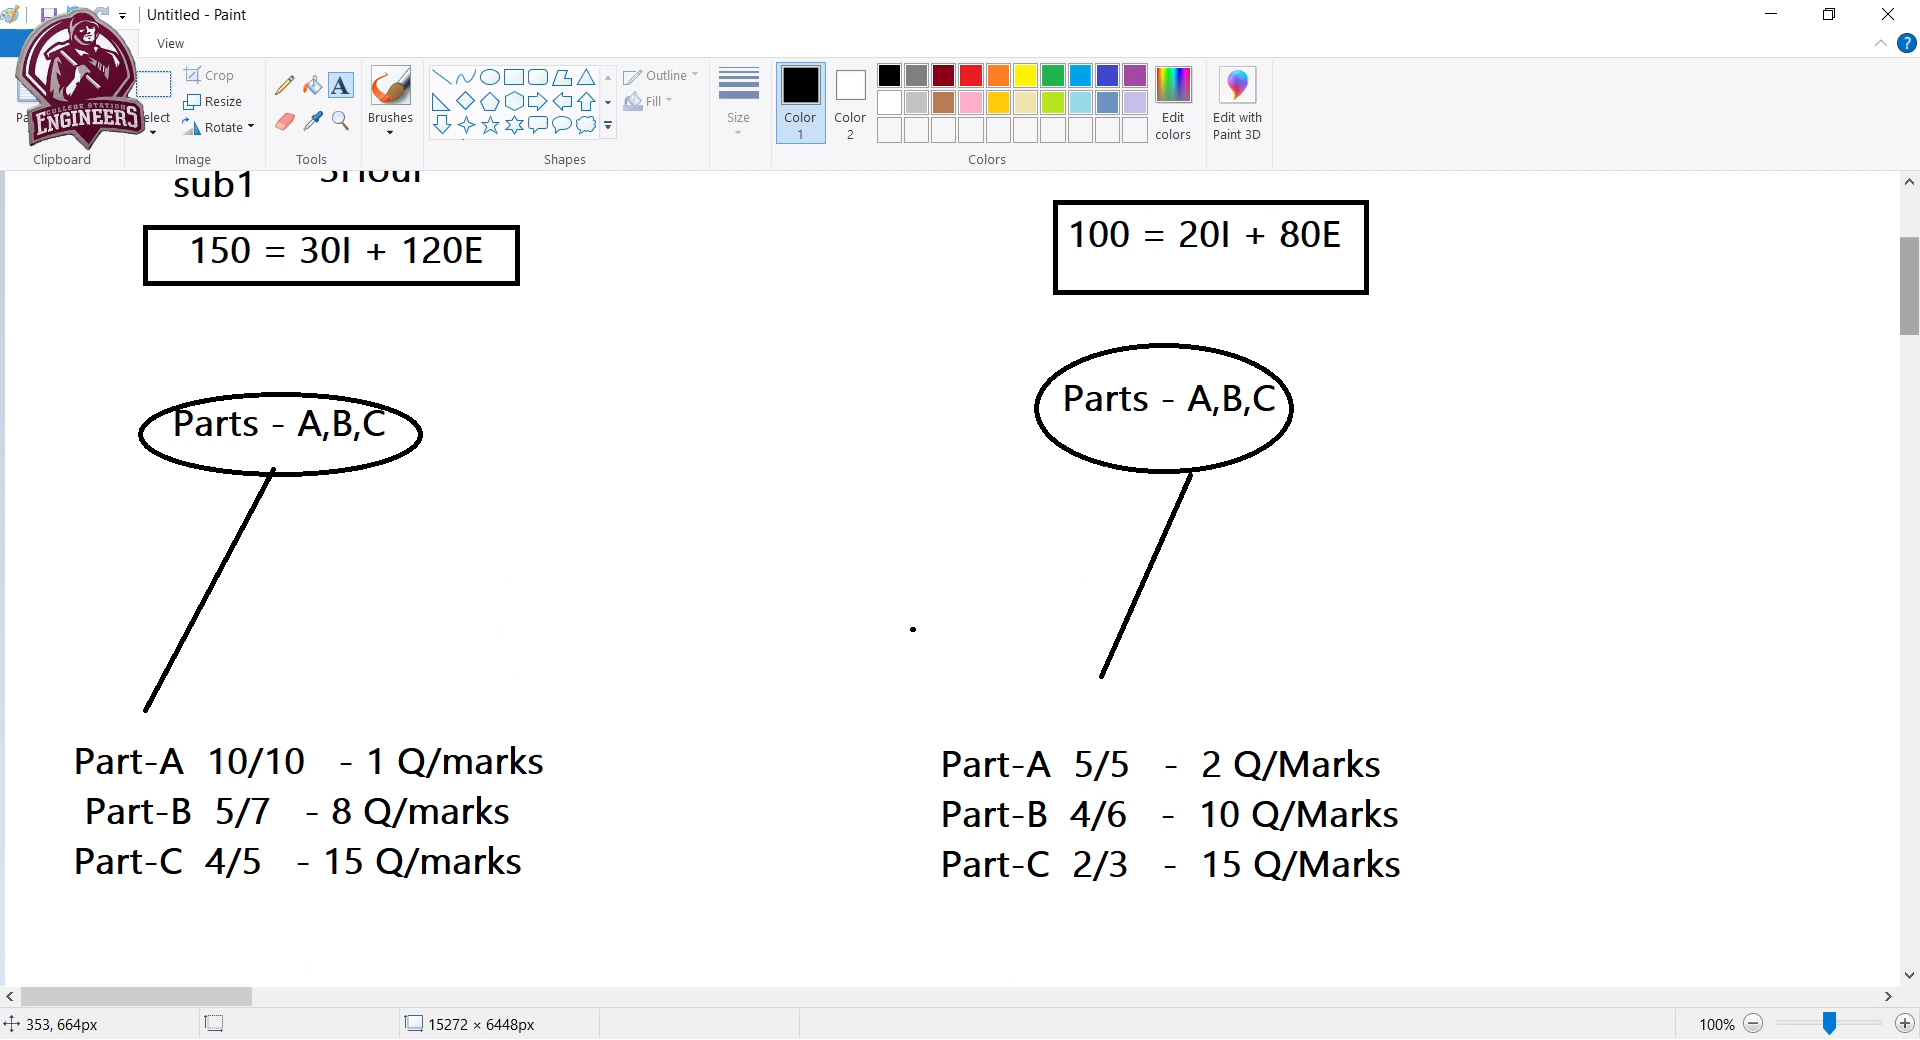 Untitled - Paint
View
Crop
Resize
Rotate
Outline
Fill
Brushes
Size
Color 1
Color 2
Edit colors
Edit with Paint 3D
Clipboard
Image
Tools
Shapes
Colors
COLLEGE STATION
ENGINEERS
sub1
150 = 30I + 120E
100 = 20I + 80E
Parts - A,B,C
Parts - A,B,C
Part-A 10/10 - 1 Q/marks
Part-B 5/7 - 8 Q/marks
Part-C 4/5 - 15 Q/marks
Part-A 5/5 - 2 Q/Marks
Part-B 4/6 - 10 Q/Marks
Part-C 2/3 - 15 Q/Marks
353, 664px
15272 × 6448px
100%